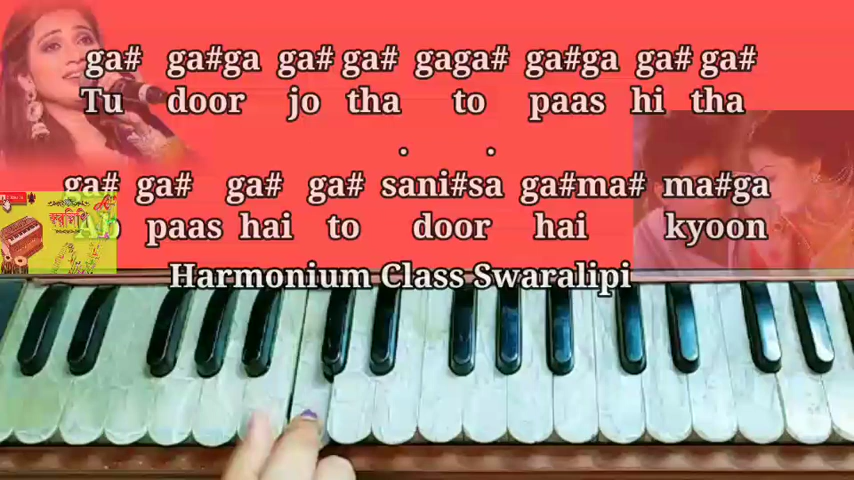 ga# ga#ga ga# ga# gaga# ga#ga ga# ga#
Tu door jo tha to paas hi tha
. .
ga# ga# ga# ga# sani#sa ga#ma# ma#ga
paas hai to door hai kyoon
Harmonium Class Swaralipi
স্বরলিপি